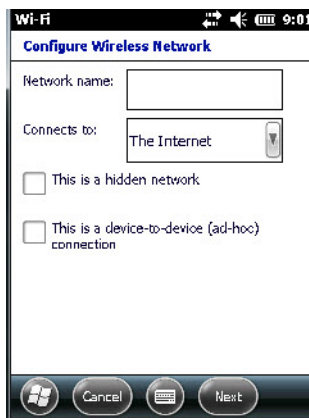 Wi-Fi 9:01
Configure Wireless Network
Network name:
Connects to:
The Internet
This is a hidden network
This is a device-to-device (ad-hoc)
connection
Cancel Next